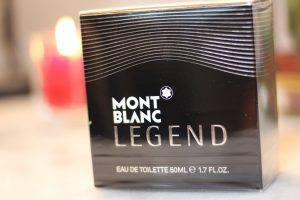 MONT
BLANC
LEGEND
EAU DE TOILETTE 50ML ℮ 1.7 FL.OZ.